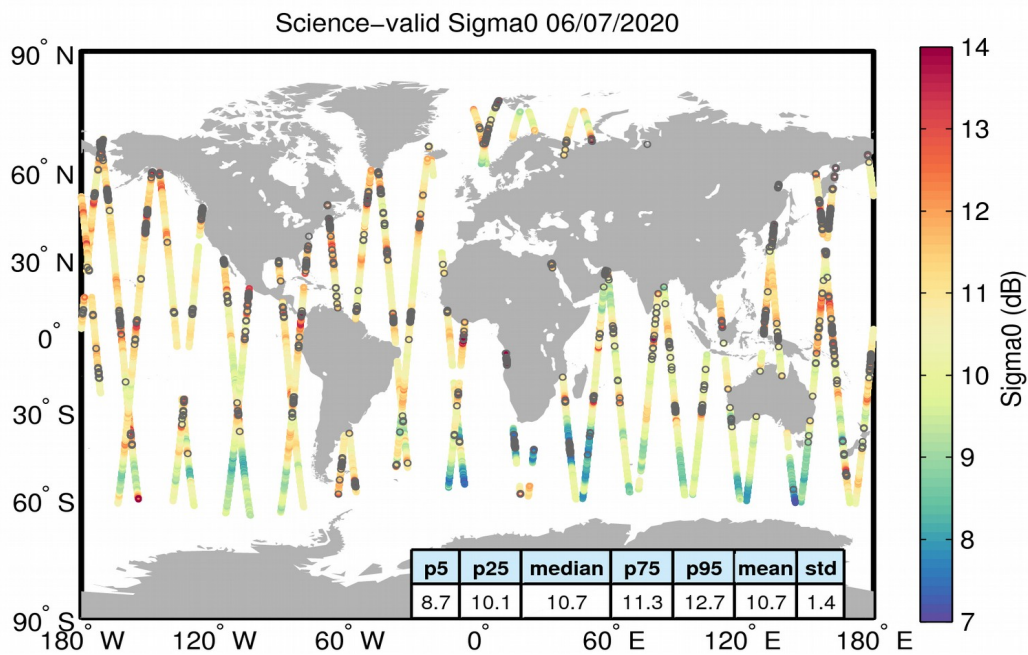 Science−valid Sigma0 06/07/2020
90° N
60° N
30° N
0°
30° S
60° S
90° S
180° W
120° W
60° W
0°
60° E
120° E
180° E
14
13
12
11
10
9
8
7
Sigma0 (dB)
p5 p25 median p75 p95 mean std
8.7 10.1 10.7 11.3 12.7 10.7 1.4